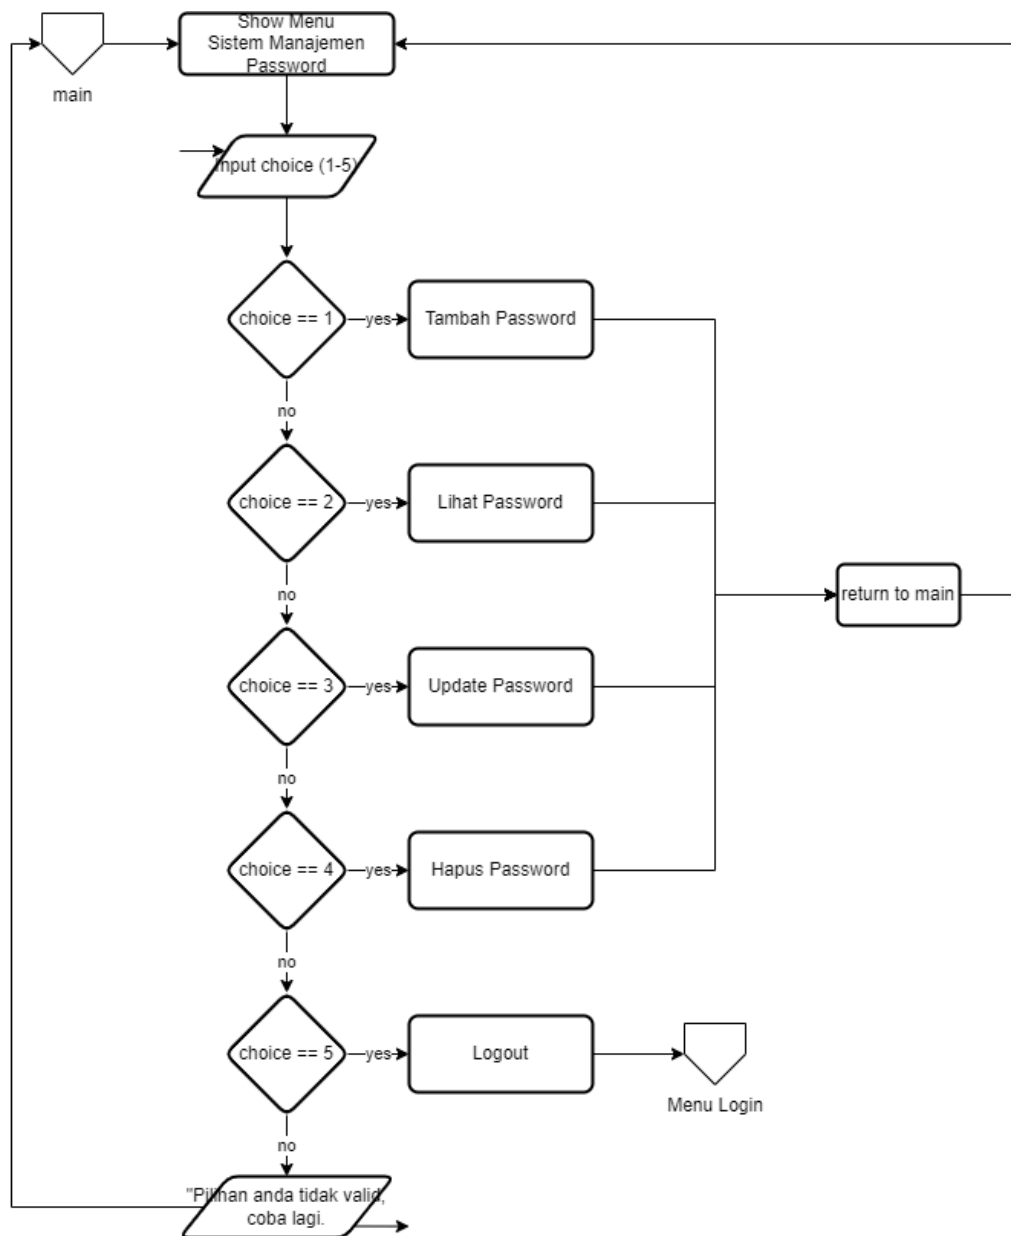 Show Menu
Sistem Manajemen
Password
main
Input choice (1-5)
choice == 1
yes
Tambah Password
no
choice == 2
yes
Lihat Password
no
return to main
choice == 3
yes
Update Password
no
choice == 4
yes
Hapus Password
no
choice == 5
yes
Logout
Menu Login
no
"Pilihan anda tidak valid,
coba lagi.